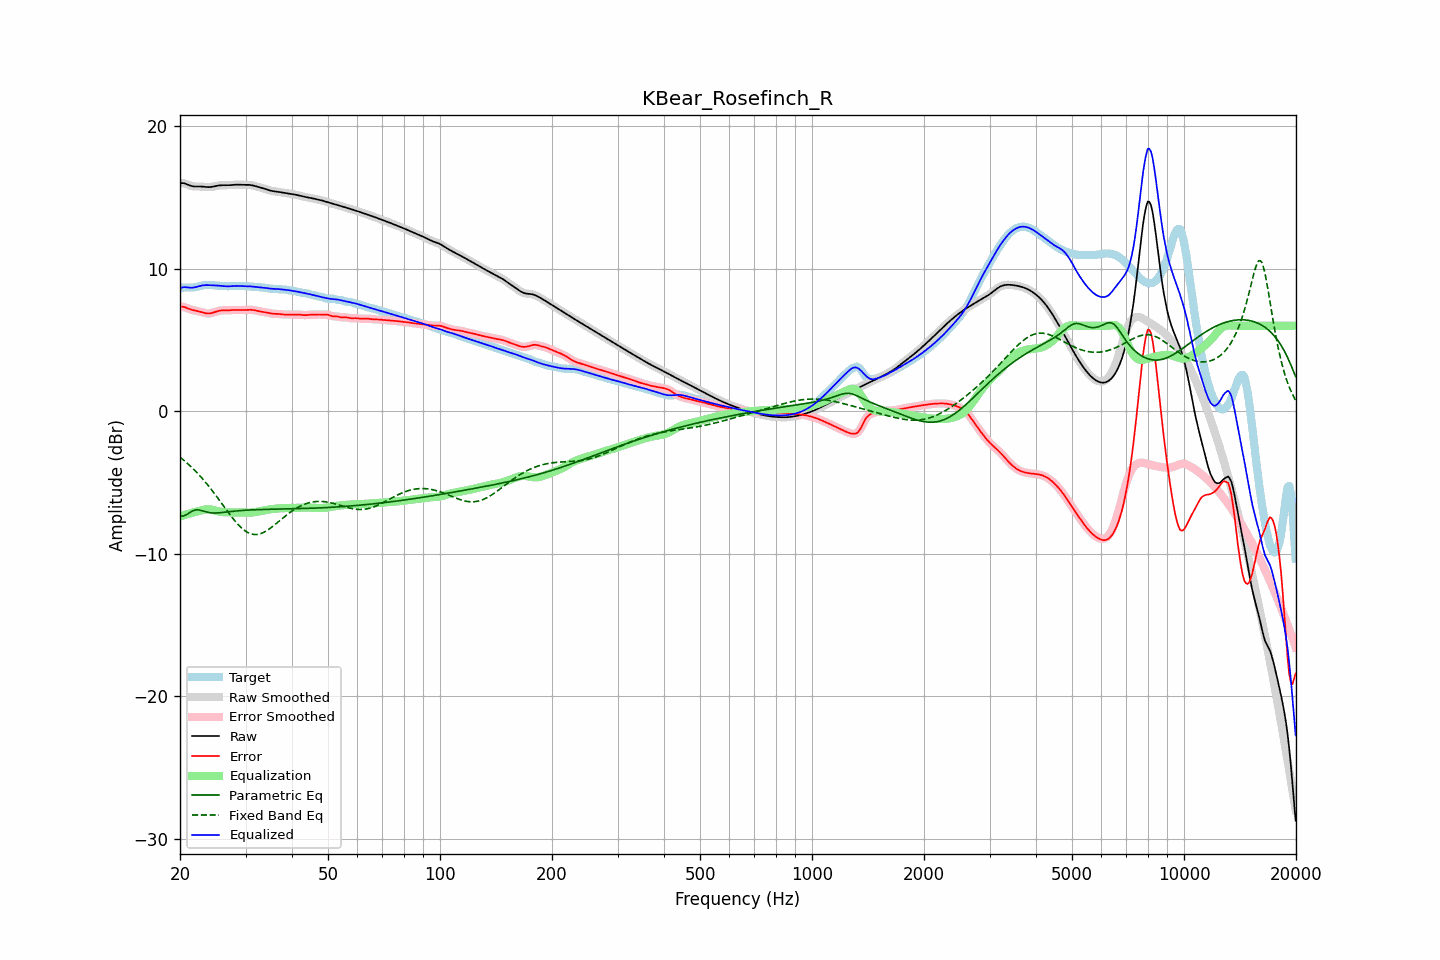 KBear_Rosefinch_R
20
10
0
−10
−20
−30
Amplitude (dBr)
Target
Raw Smoothed
Error Smoothed
Raw
Error
Equalization
Parametric Eq
Fixed Band Eq
Equalized
20 50 100 200 500 1000 2000 5000 10000 20000
Frequency (Hz)